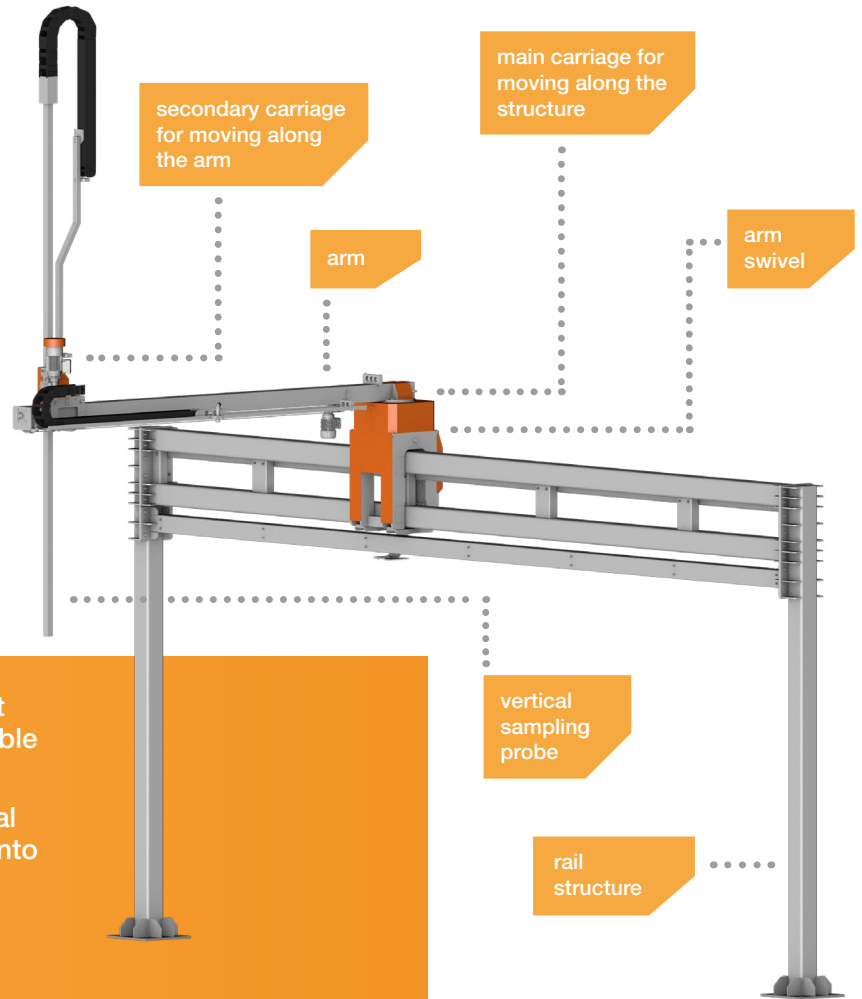 main carriage for
moving along the
structure
secondary carriage
for moving along
the arm
arm
swivel
arm
vertical
sampling
probe
rail
structure